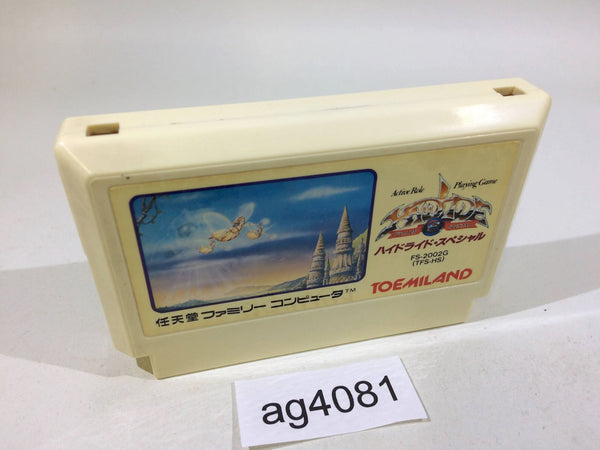 Active Role Playing Game
ハイドライド・スペシャル
FS-2002G
(TFS-HS)
TOEMILAND
任天堂 ファミリー コンピュータ™
ag4081